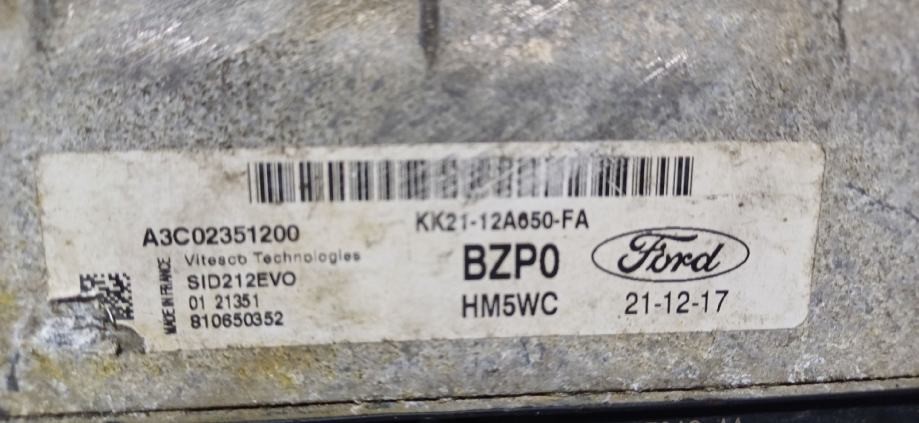 KK21-12A650-FA
A3C02351200
Vitesco Technologies
SID212EVO
01 21351
810650352
MADE IN FRANCE
BZP0
HM5WC
Ford
21-12-17